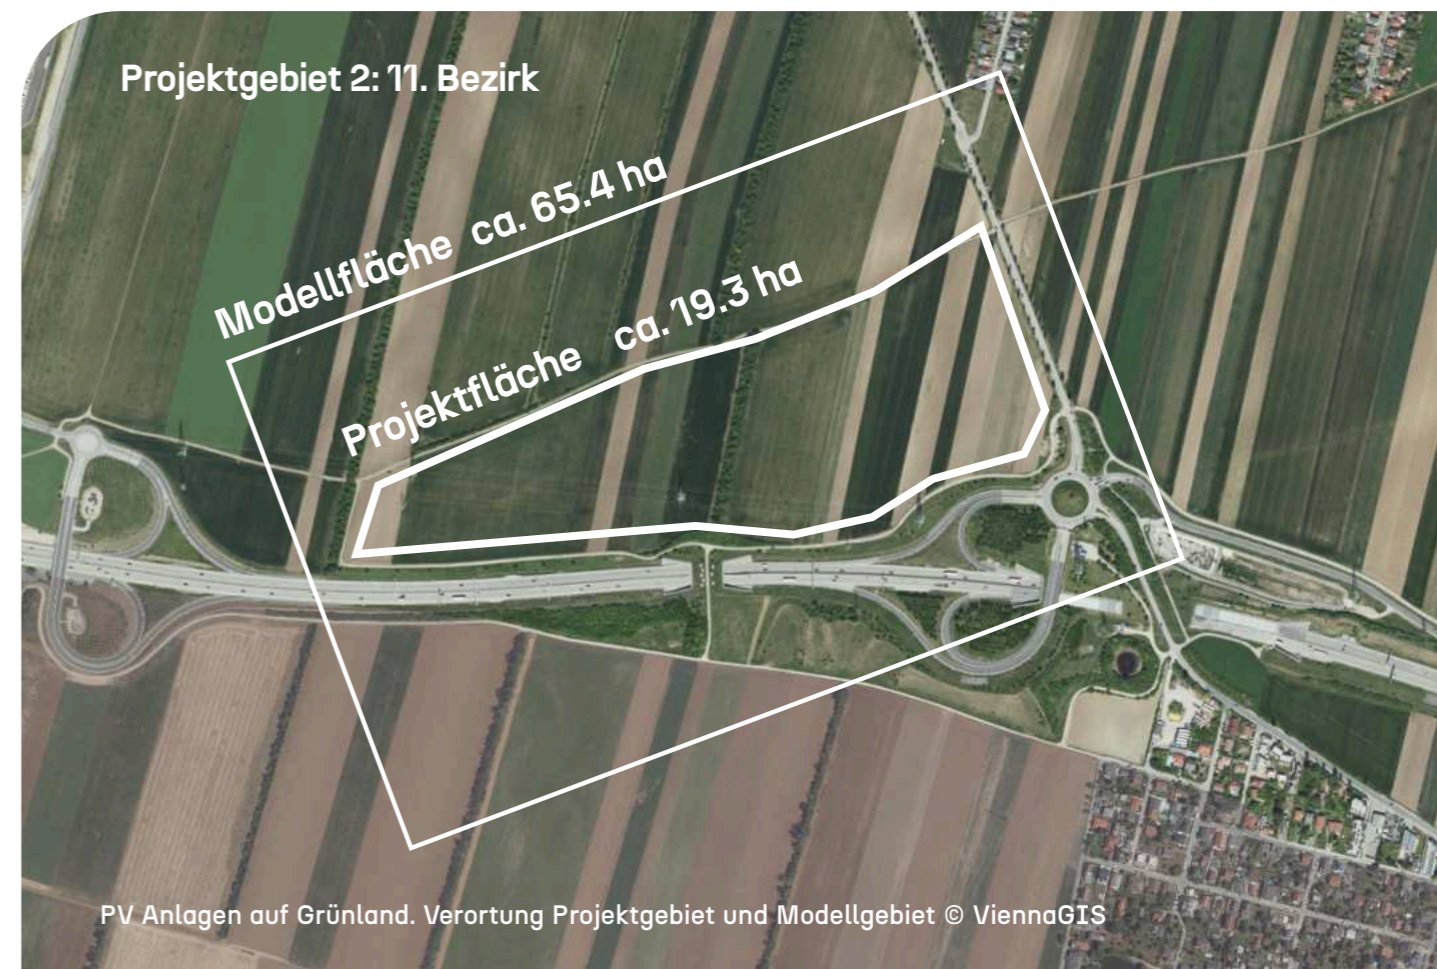 Projektgebiet 2: 11. Bezirk
Modellfläche ca. 65.4 ha
Projektfläche ca. 19.3 ha
PV Anlagen auf Grünland. Verortung Projektgebiet und Modellgebiet © ViennaGIS